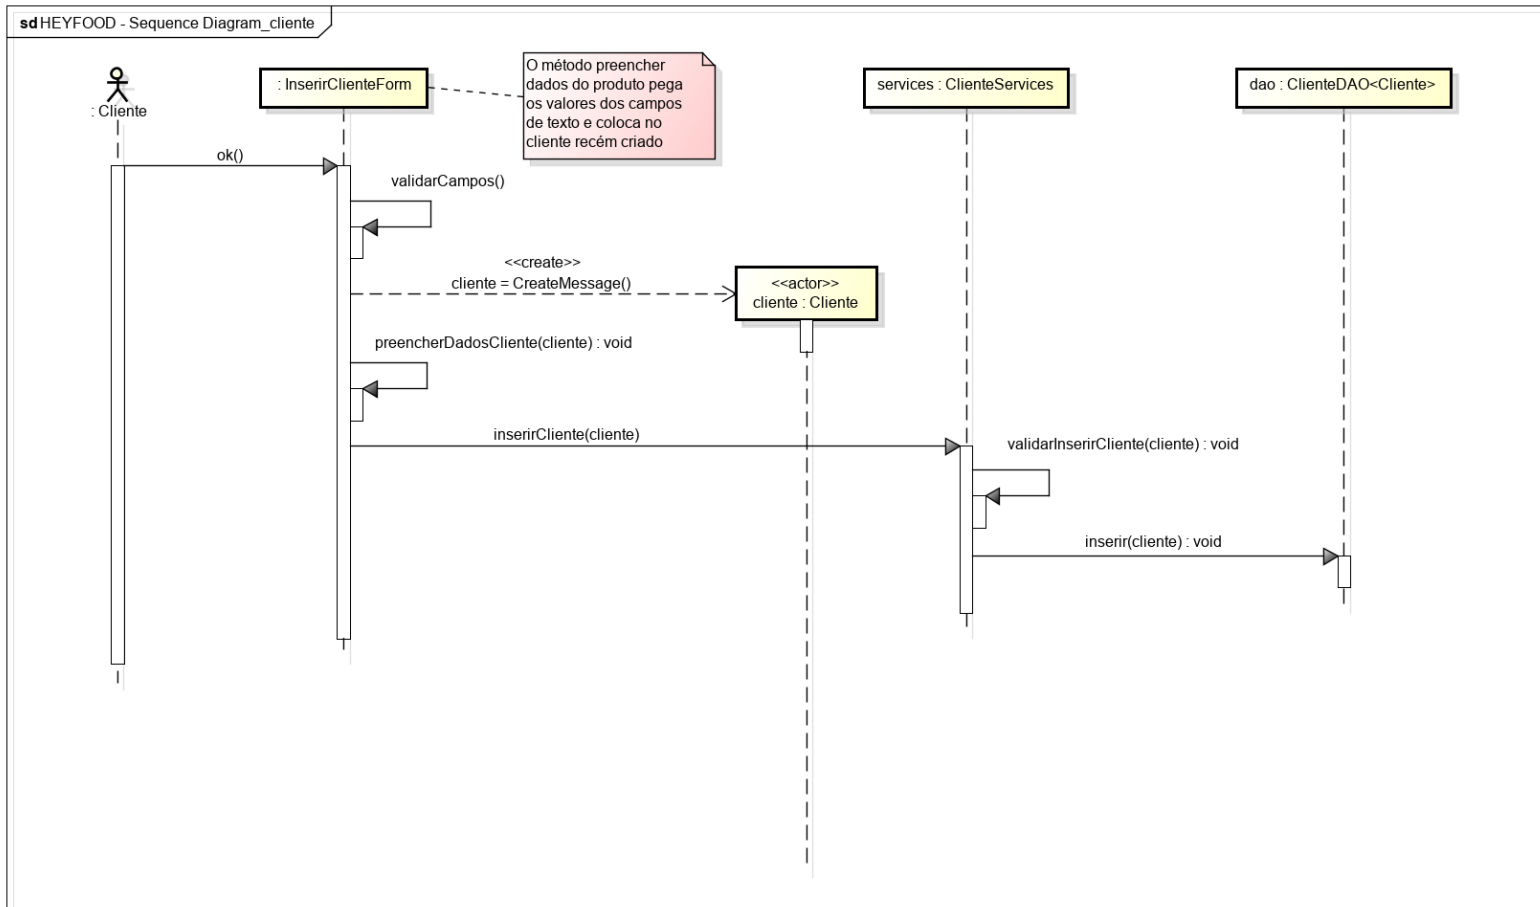 sd HEYFOOD - Sequence Diagram_cliente
: Cliente
: InserirClienteForm
O método preencher
dados do produto pega
os valores dos campos
de texto e coloca no
cliente recém criado
services : ClienteServices
dao : ClienteDAO<Cliente>
ok()
validarCampos()
<<create>>
cliente = CreateMessage()
<<actor>>
cliente : Cliente
preencherDadosCliente(cliente) : void
inserirCliente(cliente)
validarInserirCliente(cliente) : void
inserir(cliente) : void